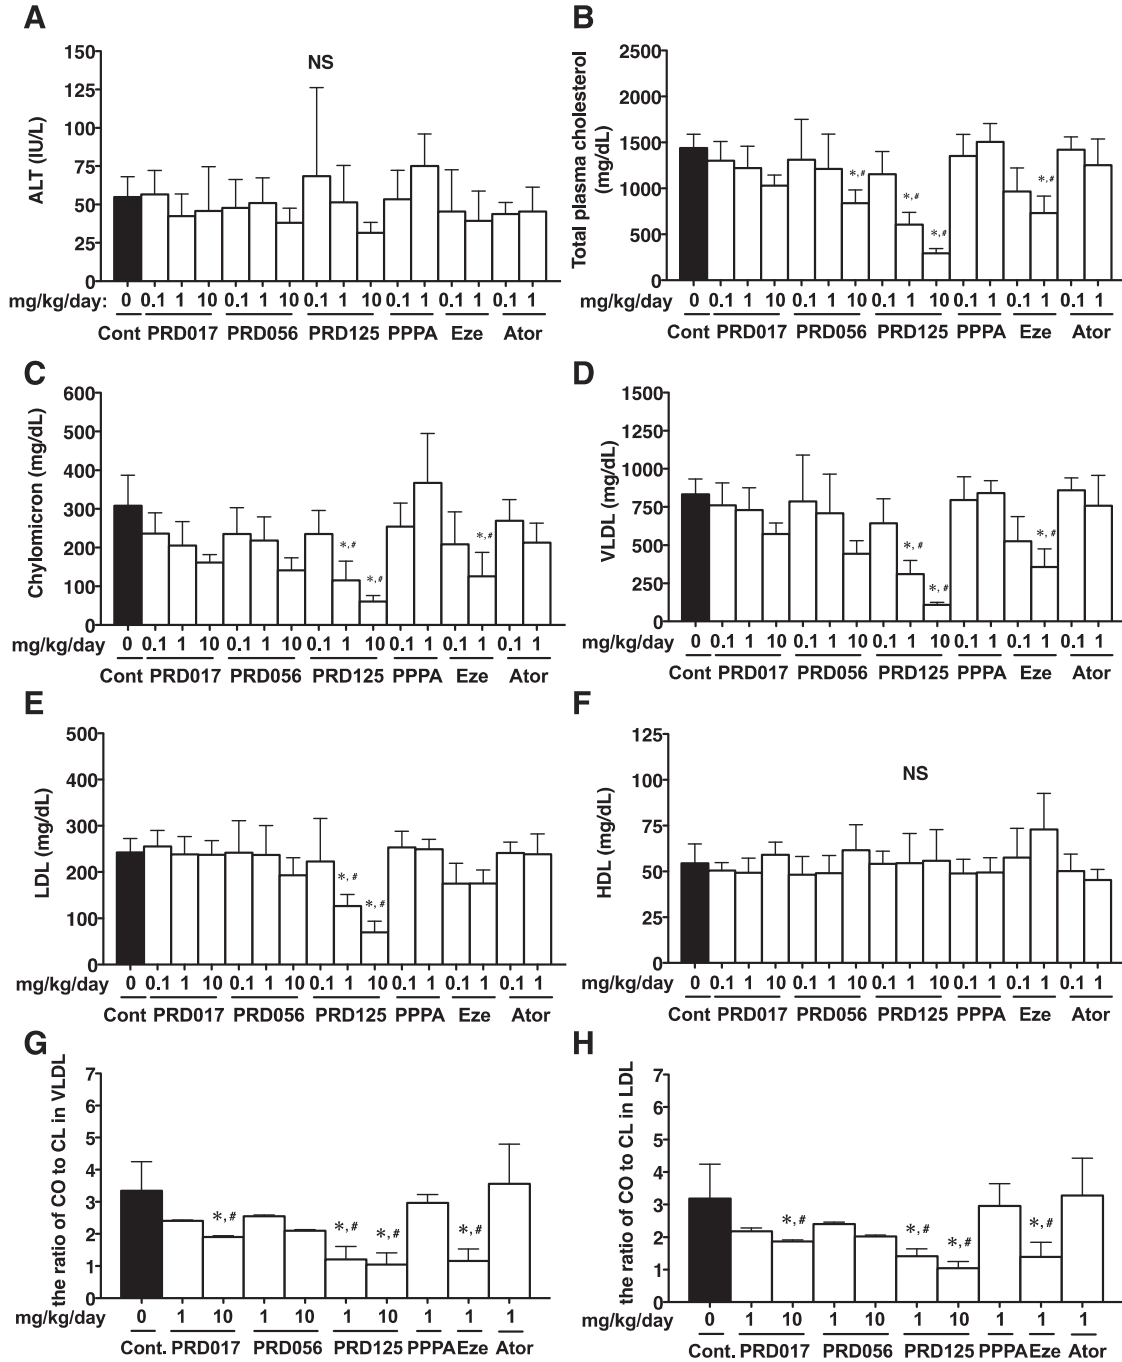 A
ALT (IU/L)
150
125
100
75
50
25
0
NS
mg/kg/day: 0 0.1 1 10 0.1 1 10 0.1 1 10 0.1 1 0.1 1 0.1 1
Cont PRD017 PRD056 PRD125 PPPA Eze Ator
B
Total plasma cholesterol
(mg/dL)
2500
2000
1500
1000
500
0
*,# *,# *,# *,#
mg/kg/day 0 0.1 1 10 0.1 1 10 0.1 1 10 0.1 1 0.1 1 0.1 1
Cont PRD017 PRD056 PRD125 PPPA Eze Ator
C
Chylomicron (mg/dL)
600
500
400
300
200
100
0
*,# *,# *,#
mg/kg/day 0 0.1 1 10 0.1 1 10 0.1 1 10 0.1 1 0.1 1 0.1 1
Cont PRD017 PRD056 PRD125 PPPA Eze Ator
D
VLDL (mg/dL)
1500
1250
1000
750
500
250
0
*,# *,# *,#
mg/kg/day 0 0.1 1 10 0.1 1 10 0.1 1 10 0.1 1 0.1 1 0.1 1
Cont PRD017 PRD056 PRD125 PPPA Eze Ator
E
LDL (mg/dL)
500
400
300
200
100
0
*,# *,#
mg/kg/day 0 0.1 1 10 0.1 1 10 0.1 1 10 0.1 1 0.1 1 0.1 1
Cont PRD017 PRD056 PRD125 PPPA Eze Ator
F
HDL (mg/dL)
125
100
75
50
25
0
NS
mg/kg/day 0 0.1 1 10 0.1 1 10 0.1 1 10 0.1 1 0.1 1 0.1 1
Cont PRD017 PRD056 PRD125 PPPA Eze Ator
G
the ratio of CO to CL in VLDL
7
6
5
4
3
2
1
0
*,# *,# *,# *,#
mg/kg/day 0 1 10 1 10 1 10 1 1 1
Cont. PRD017 PRD056 PRD125 PPPA Eze Ator
H
the ratio of CO to CL in LDL
7
6
5
4
3
2
1
0
*,# *,# *,# *,#
mg/kg/day 0 1 10 1 10 1 10 1 1 1
Cont. PRD017 PRD056 PRD125 PPPA Eze Ator